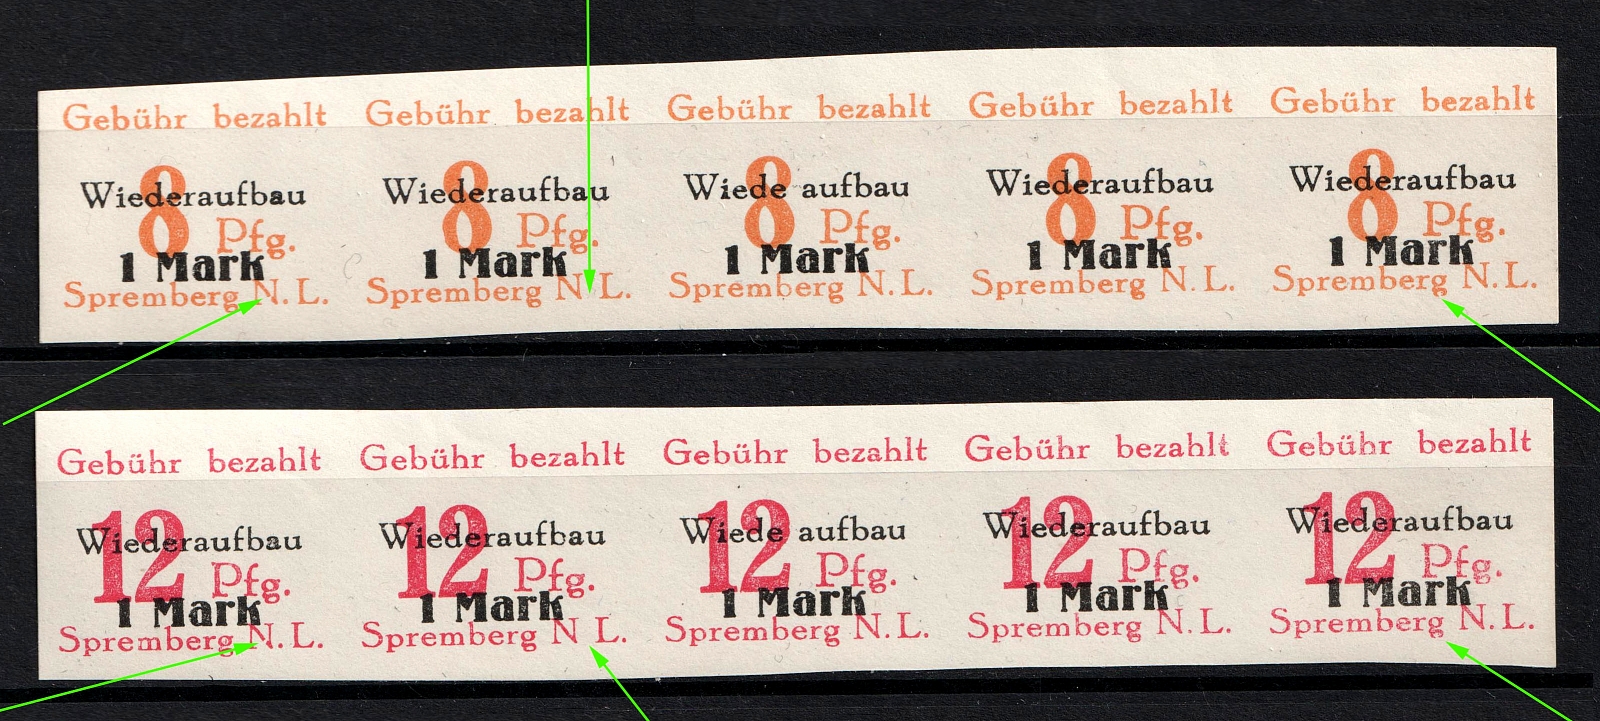 Gebühr bezahlt Gebühr bezahlt Gebühr bezahlt Gebühr bezahlt Gebühr bezahlt
8 8 8 8 8
Wiederaufbau Wiederaufbau Wiede aufbau Wiederaufbau Wiederaufbau
Pfg. Pfg. Pfg. Pfg. Pfg.
1 Mark 1 Mark 1 Mark 1 Mark 1 Mark
Spremberg N. L. Spremberg N L. Spremberg N. L. Spremberg N. L. Spremberg N. L.
Gebühr bezahlt Gebühr bezahlt Gebühr bezahlt Gebühr bezahlt Gebühr bezahlt
12 12 12 12 12
Wiederaufbau Wiederaufbau Wiede aufbau Wiederaufbau Wiederaufbau
Pfg. Pfg. Pfg. Pfg. Pfg.
1 Mark 1 Mark 1 Mark 1 Mark 1 Mark
Spremberg N. L. Spremberg N L. Spremberg N. L. Spremberg N. L. Spremberg N. L.